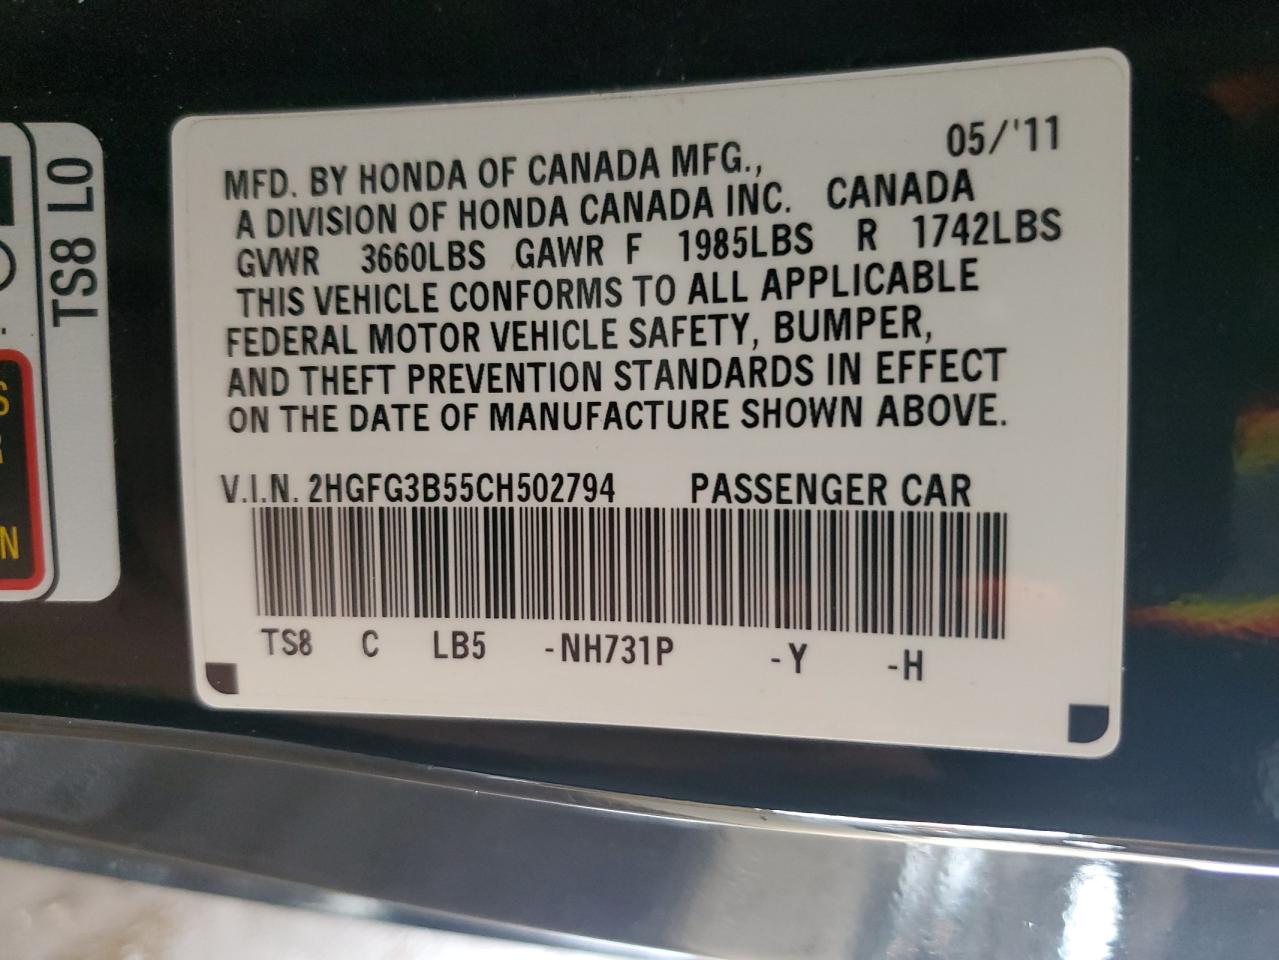 05/'11
MFD. BY HONDA OF CANADA MFG.,
A DIVISION OF HONDA CANADA INC. CANADA
GVWR 3660LBS GAWR F 1985LBS R 1742LBS
THIS VEHICLE CONFORMS TO ALL APPLICABLE
FEDERAL MOTOR VEHICLE SAFETY, BUMPER,
AND THEFT PREVENTION STANDARDS IN EFFECT
ON THE DATE OF MANUFACTURE SHOWN ABOVE.
V.I.N. 2HGFG3B55CH502794 PASSENGER CAR
TS8 C LB5 -NH731P -Y -H
TS8 L0